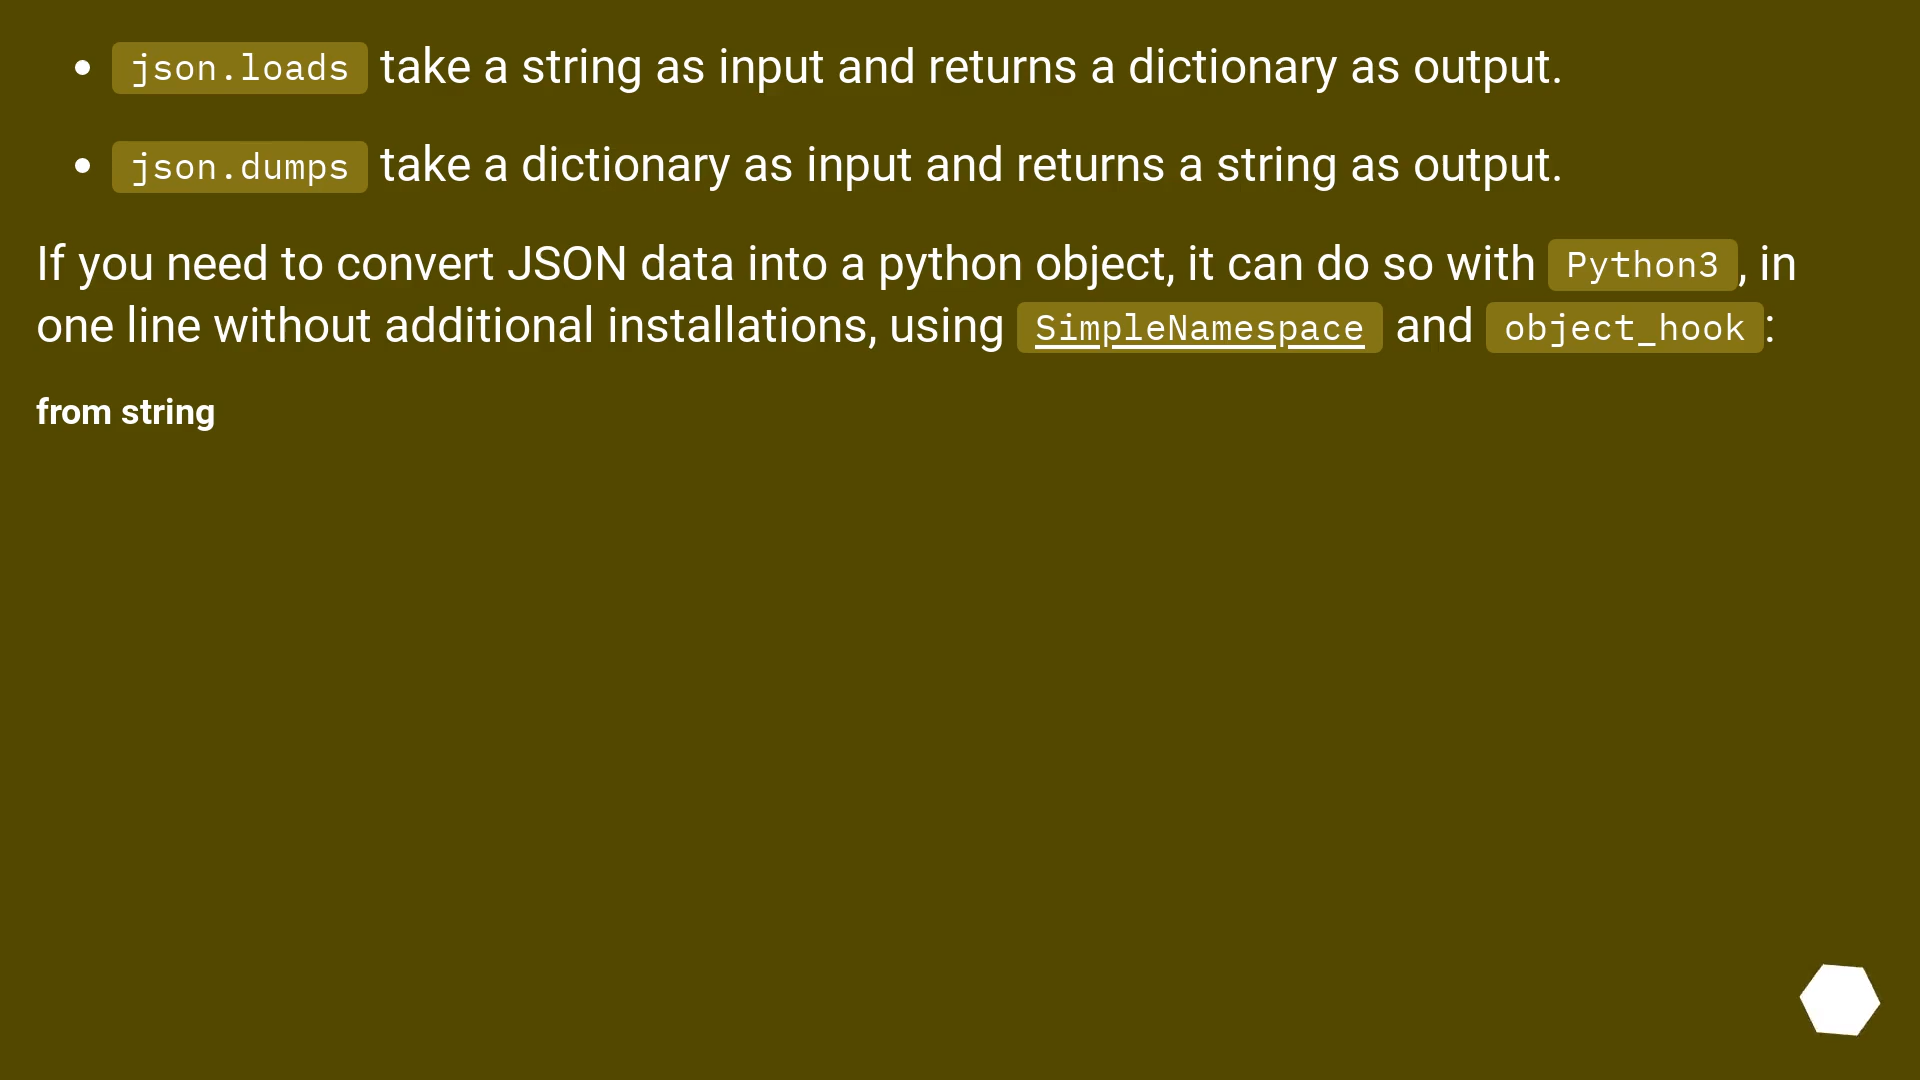 json.loads take a string as input and returns a dictionary as output.
json.dumps take a dictionary as input and returns a string as output.
If you need to convert JSON data into a python object, it can do so with Python3, in
one line without additional installations, using SimpleNamespace and object_hook:
from string